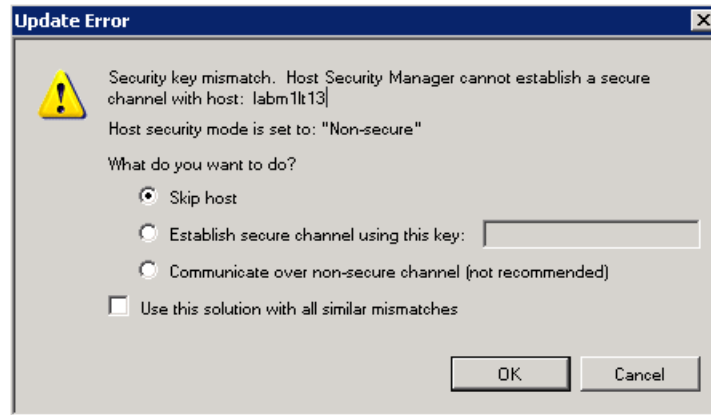 Update Error
Security key mismatch. Host Security Manager cannot establish a secure
channel with host: labm1lt13
Host security mode is set to: "Non-secure"
What do you want to do?
Skip host
Establish secure channel using this key:
Communicate over non-secure channel (not recommended)
Use this solution with all similar mismatches
OK Cancel